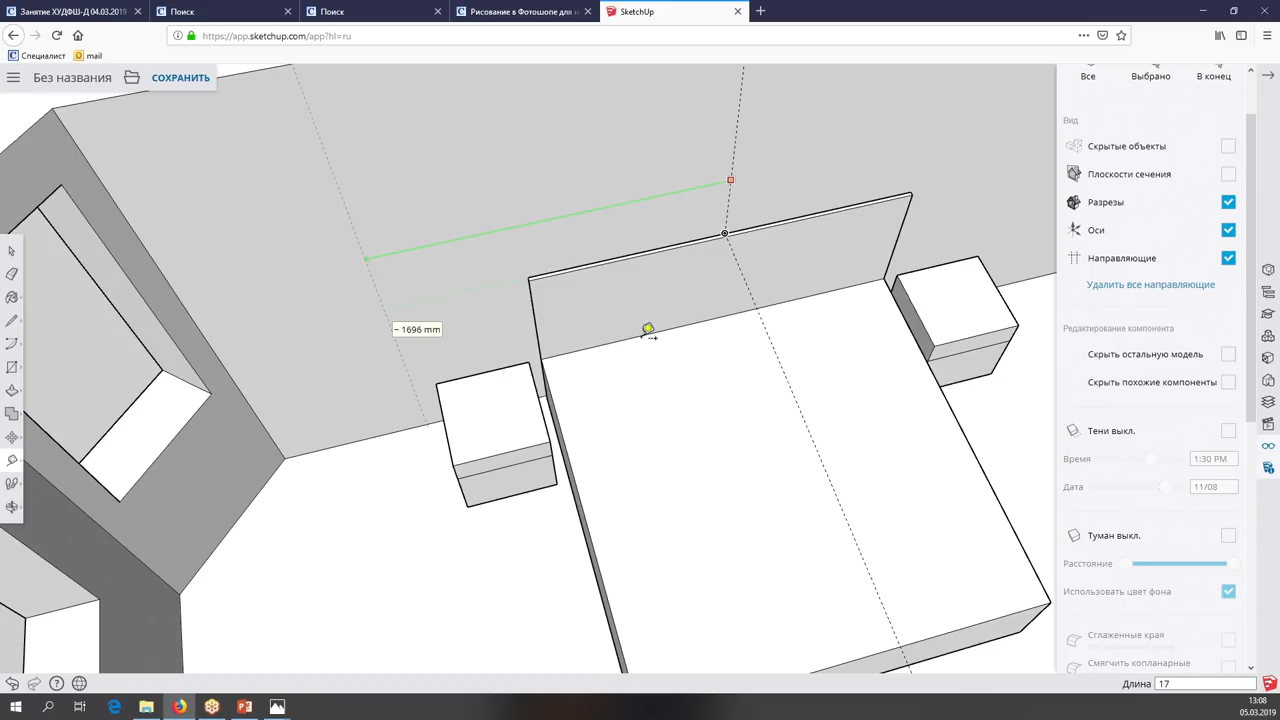 Занятие ХУДФШ-Д 04.03.2019
Поиск
Поиск
Рисование в Фотошопе для н
SketchUp
https://app.sketchup.com/app?hl=ru
Специалист
mail
Без названия
СОХРАНИТЬ
Все
Выбрано
В конец
Вид
Скрытые объекты
Плоскости сечения
Разрезы
Оси
Направляющие
Удалить все направляющие
Редактирование компонента
Скрыть остальную модель
Скрыть похожие компоненты
Тени выкл.
Время
1:30 PM
Дата
11/08
Туман выкл.
Расстояние
Использовать цвет фона
Сглаженные края
Смягчить копланарные
~ 1696 mm
Длина
17
13:08
05.03.2019